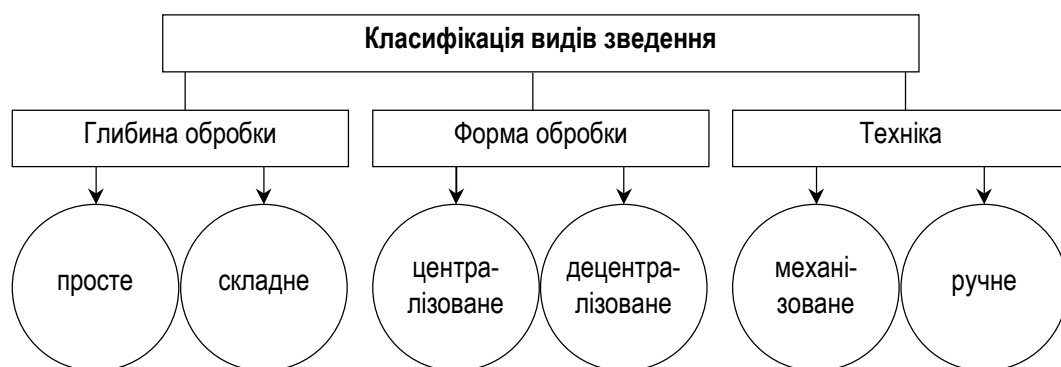 Класифікація видів зведення
Глибина обробки
Форма обробки
Техніка
просте
складне
центра-
лізоване
децентра-
лізоване
механі-
зоване
ручне